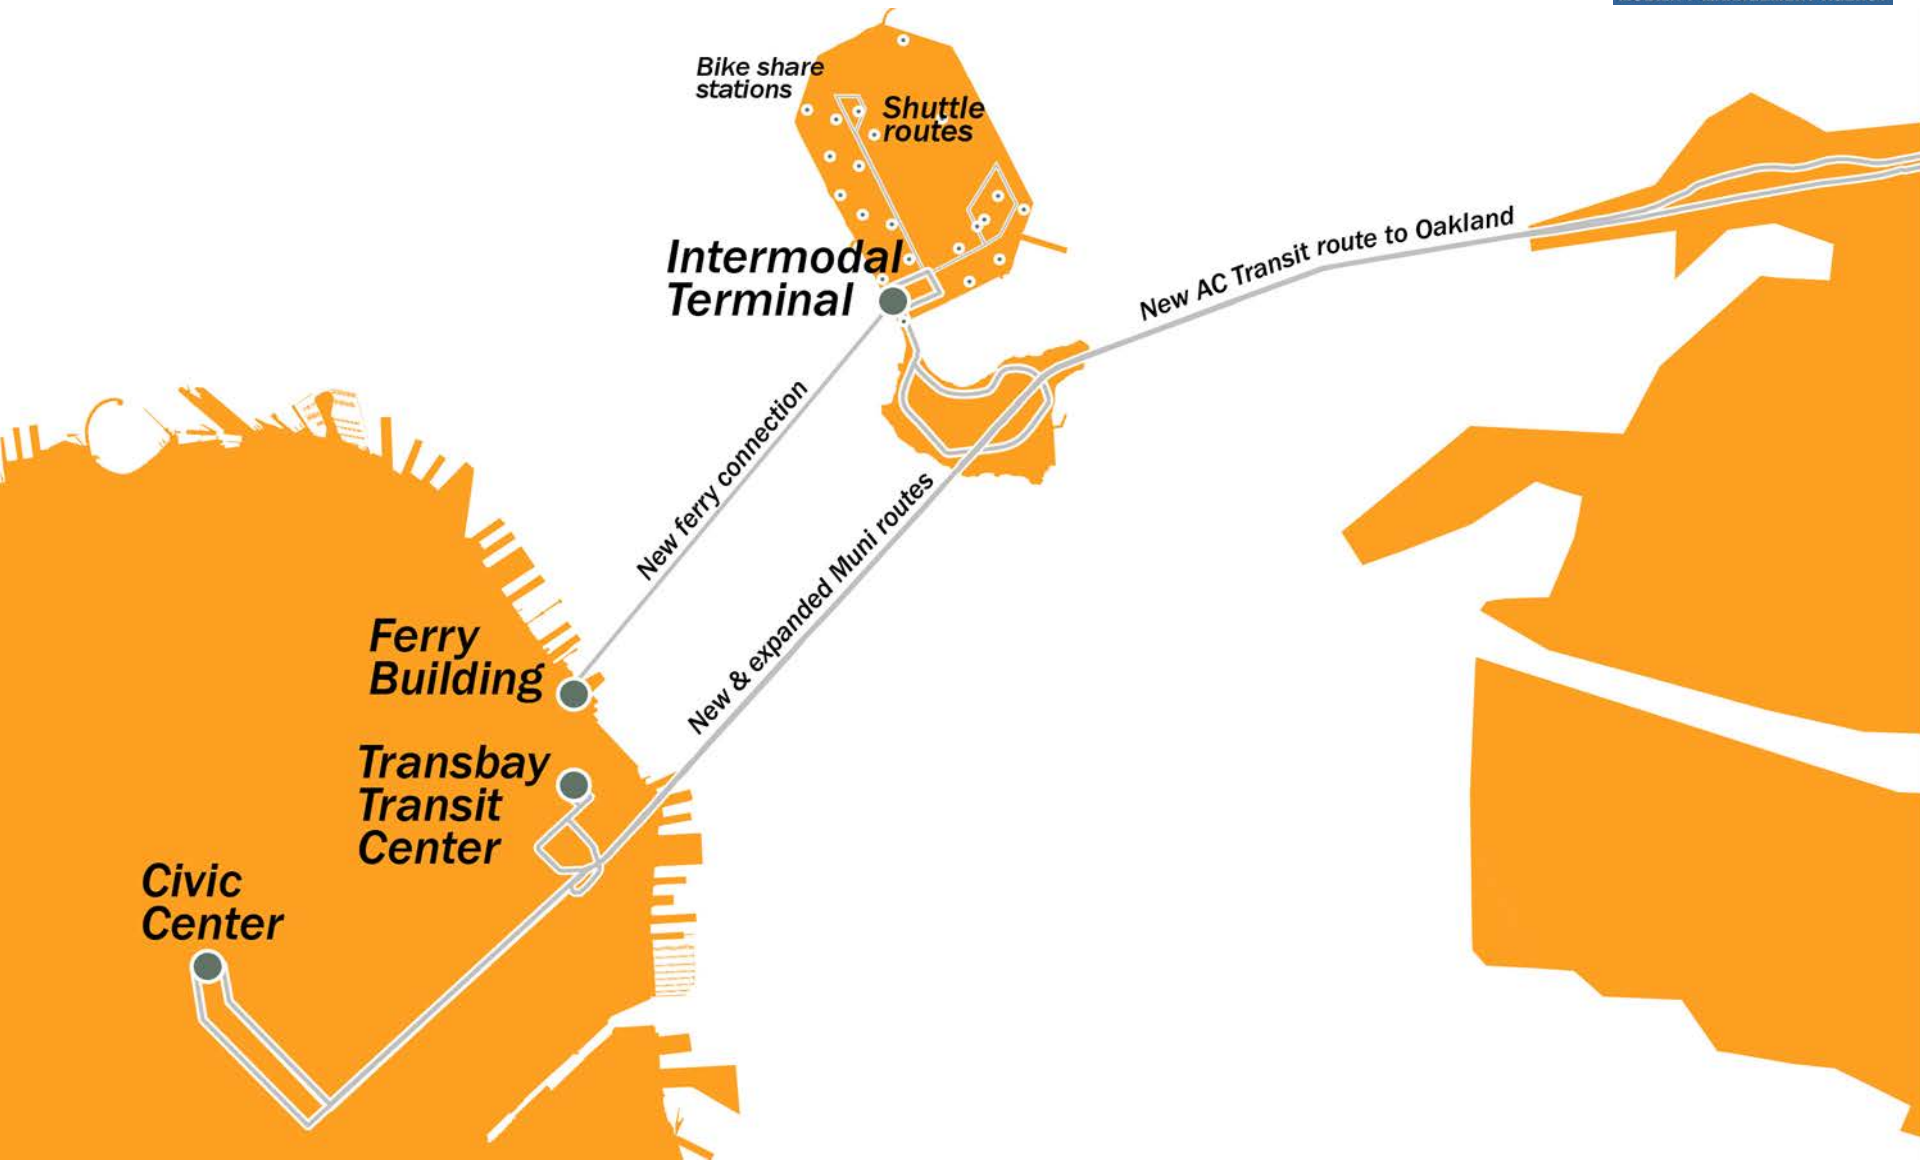 Bike share
stations
Shuttle
routes
Intermodal
Terminal
New AC Transit route to Oakland
New ferry connection
New & expanded Muni routes
Ferry
Building
Transbay
Transit
Center
Civic
Center